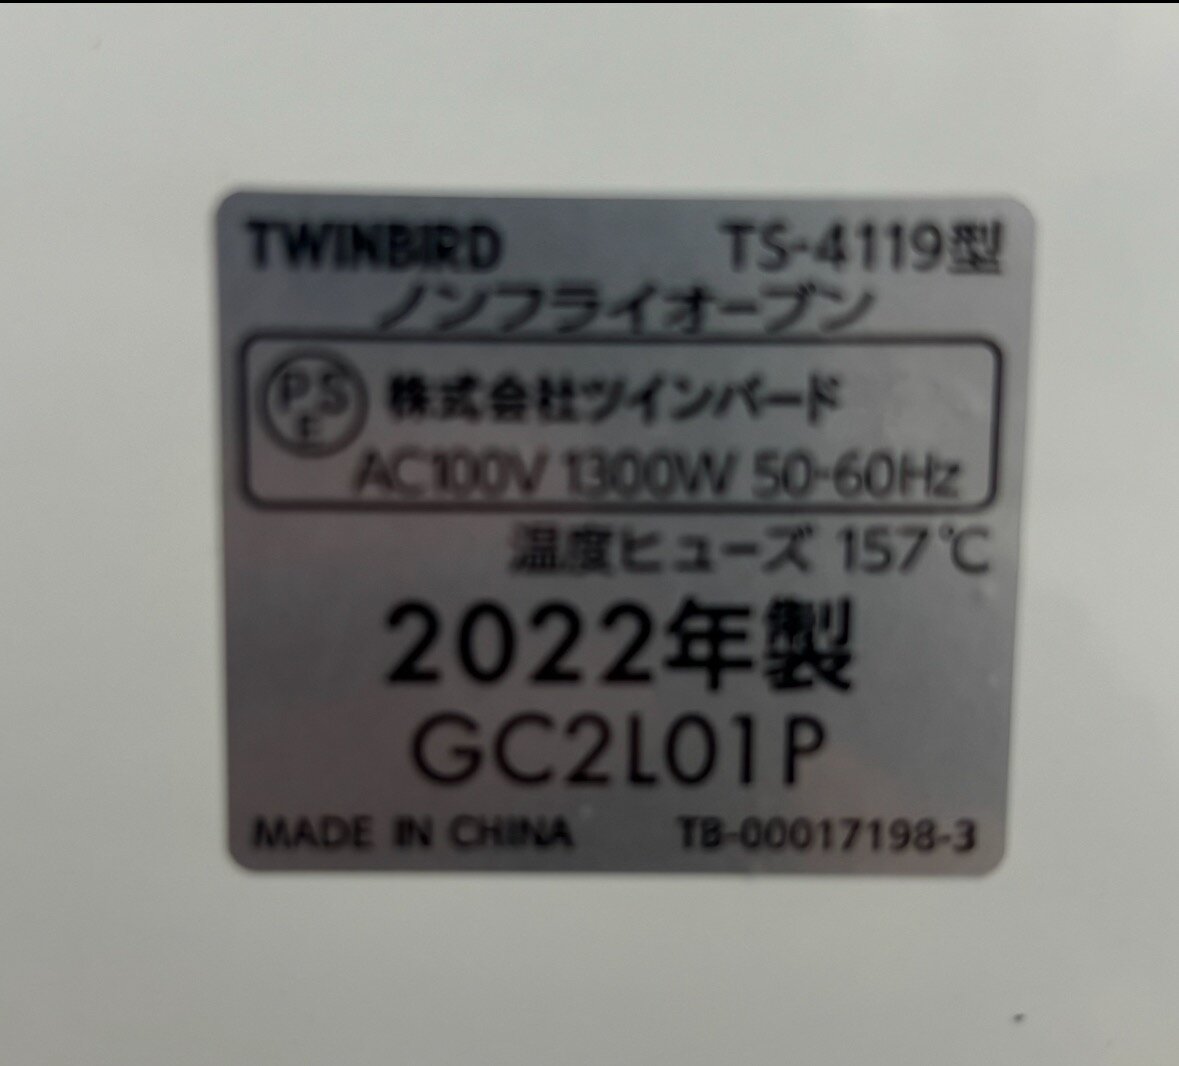 TWINBIRD TS-4119型
ノンフライオーブン
PSE 株式会社ツインバード
AC100V 1300W 50-60Hz
温度ヒューズ 157℃
2022年製
GC2L01P
MADE IN CHINA TB-00017198-3